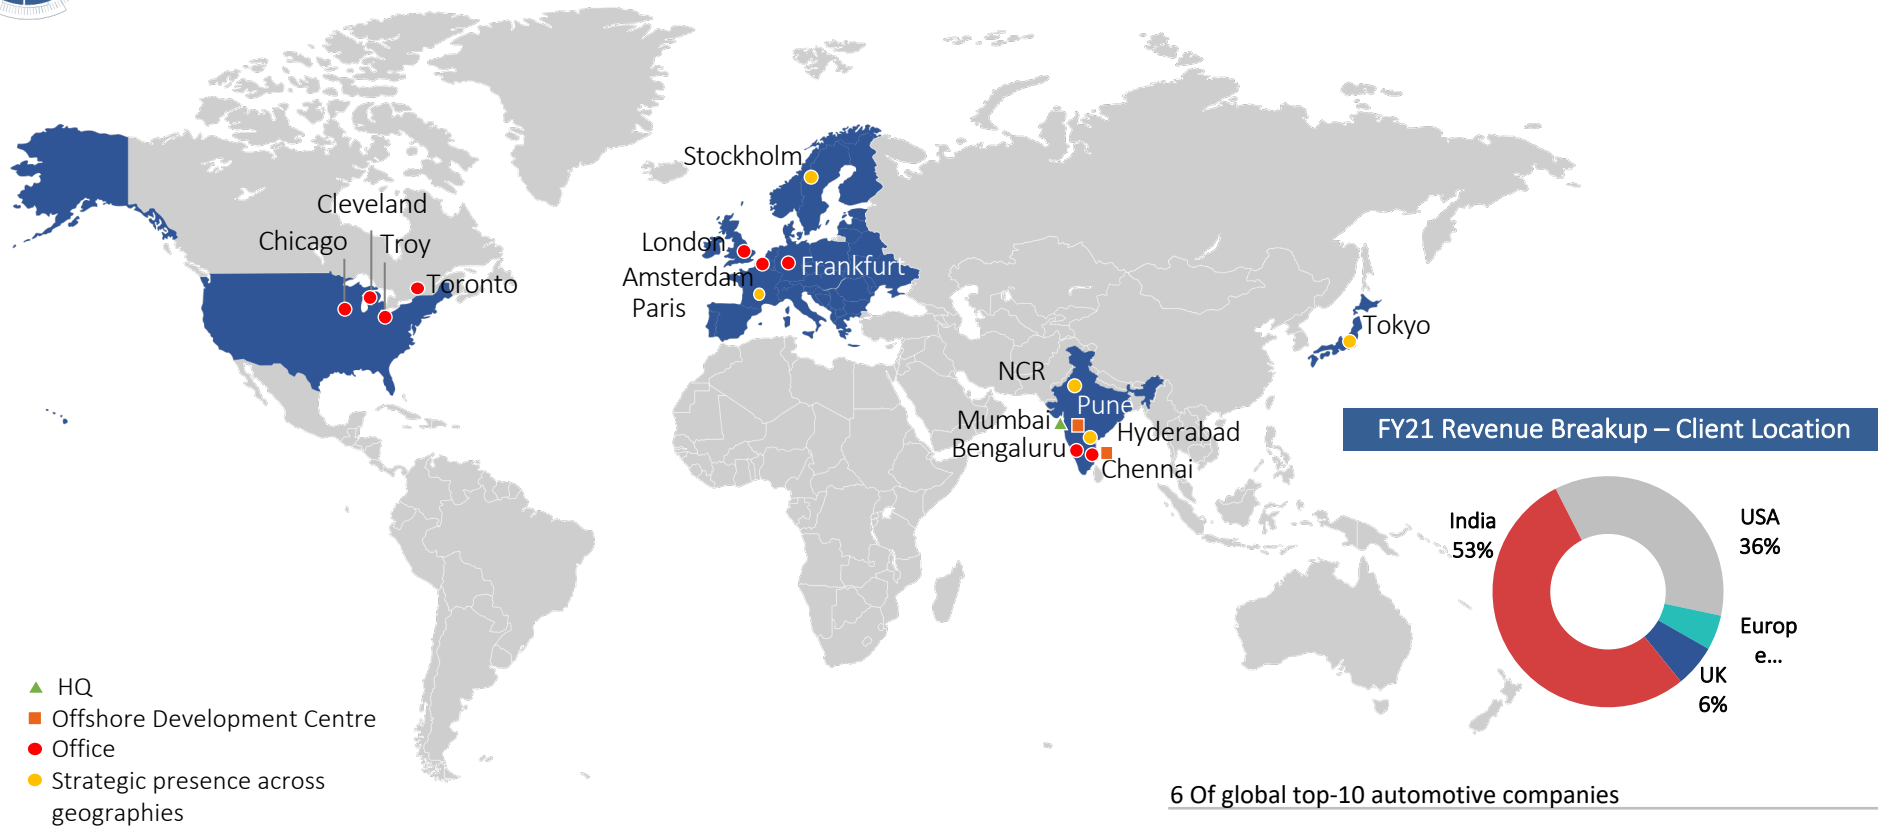 Stockholm
Cleveland
Chicago
Troy
London
Frankfurt
Amsterdam
Toronto
Paris
Tokyo
NCR
Pune
Mumbai
Hyderabad
Bengaluru
Chennai
FY21 Revenue Breakup – Client Location
India
53%
USA
36%
Europ
e...
UK
6%
HQ
Offshore Development Centre
Office
Strategic presence across
geographies
6 Of global top-10 automotive companies